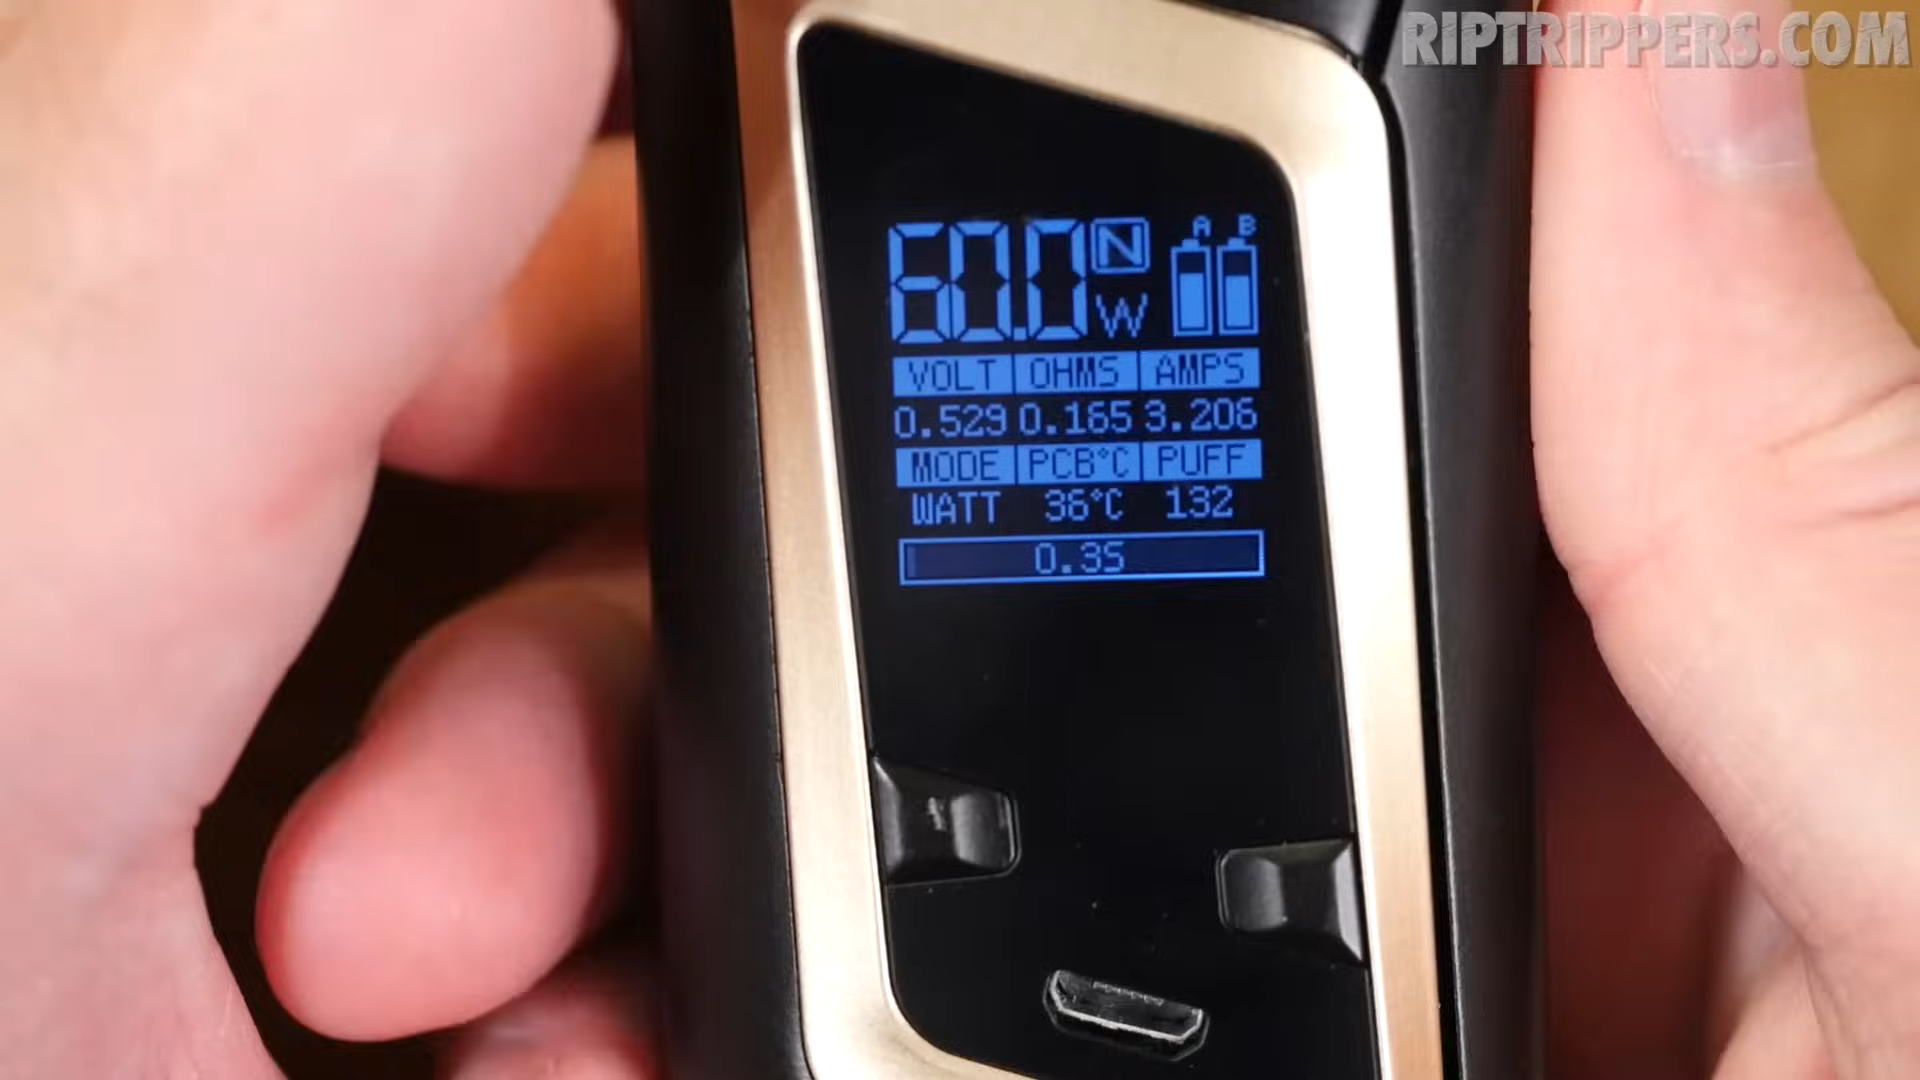 RIPTRIPPERS.COM
60.0 N W A B
VOLT OHMS AMPS
0.529 0.165 3.206
MODE PCB°C PUFF
WATT 36°C 132
0.3S